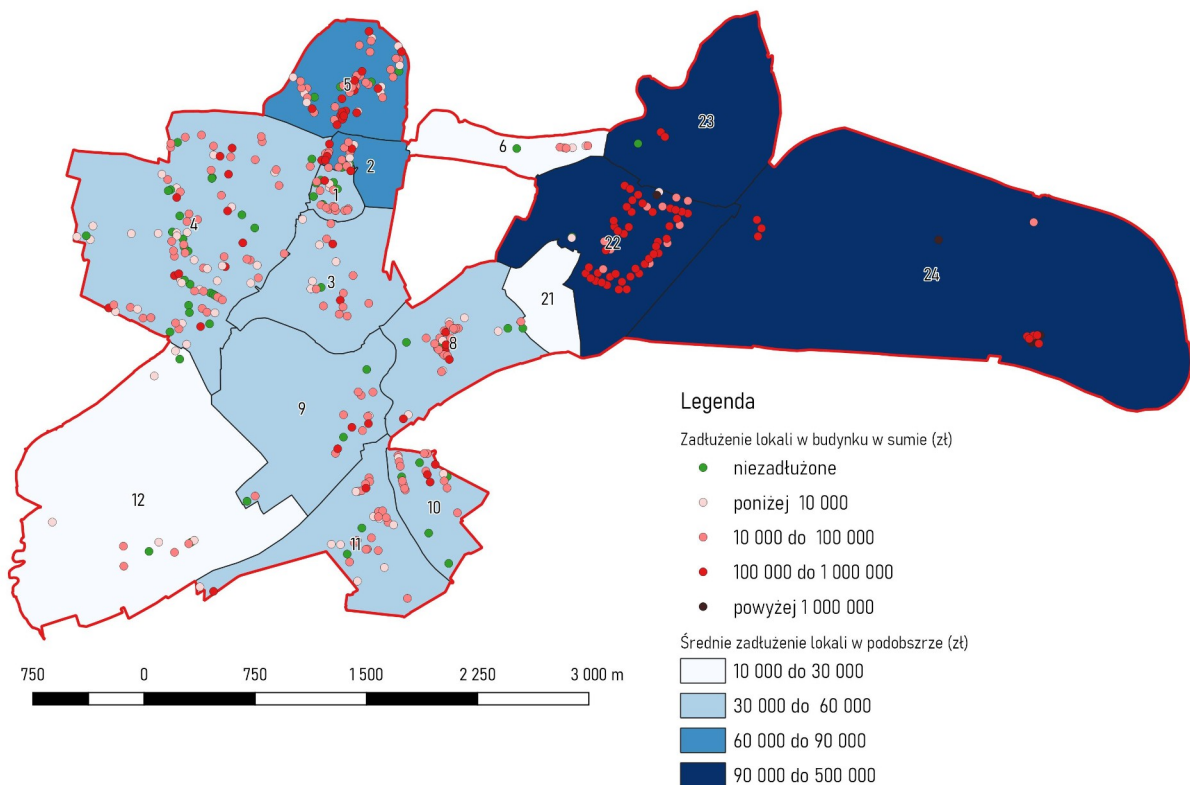 5
23
6
2
1
4
22
24
3
21
8
9
12
10
11
Legenda
Zadłużenie lokali w budynku w sumie (zł)
niezadłużone
poniżej 10 000
10 000 do 100 000
100 000 do 1 000 000
powyżej 1 000 000
Średnie zadłużenie lokali w podobszrze (zł)
10 000 do 30 000
30 000 do 60 000
60 000 do 90 000
90 000 do 500 000
750 0 750 1 500 2 250 3 000 m